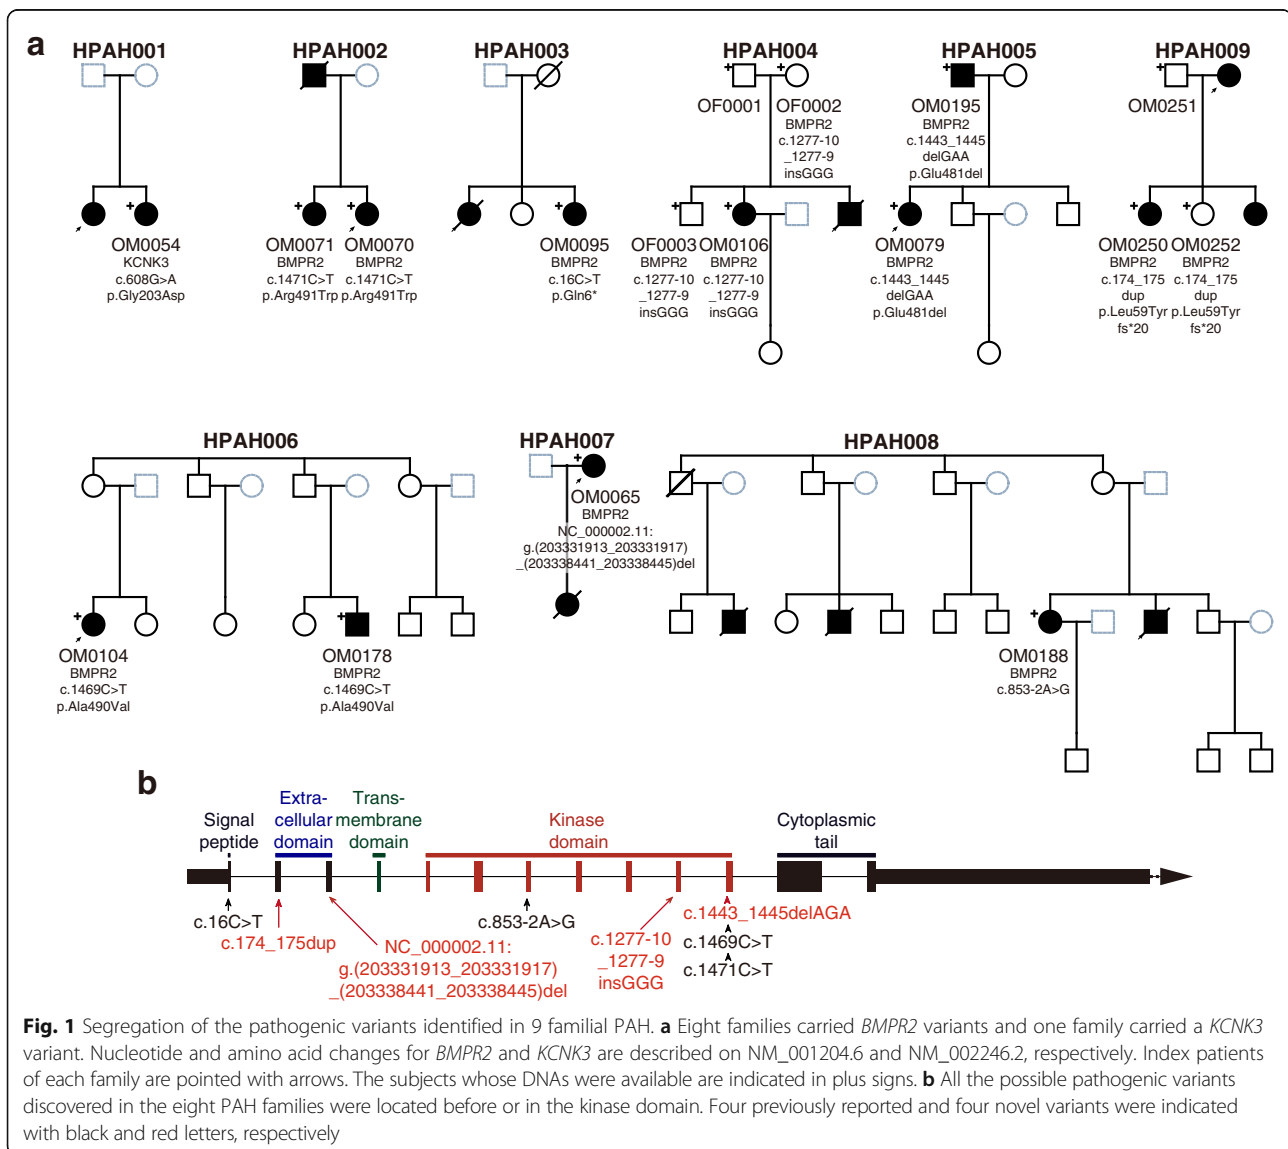 a
HPAH001
HPAH002
HPAH003
HPAH004
HPAH005
HPAH009
+
OM0054
KCNK3
c.608G>A
p.Gly203Asp
+
OM0071
BMPR2
c.1471C>T
p.Arg491Trp
+
OM0070
BMPR2
c.1471C>T
p.Arg491Trp
+
OM0095
BMPR2
c.16C>T
p.Gln6*
+
OF0001
+
OF0002
BMPR2
c.1277-10
_1277-9
insGGG
+
OF0003
BMPR2
c.1277-10
_1277-9
insGGG
+
OM0106
BMPR2
c.1277-10
_1277-9
insGGG
+
OM0195
BMPR2
c.1443_1445
delGAA
p.Glu481del
+
OM0079
BMPR2
c.1443_1445
delGAA
p.Glu481del
+
OM0251
+
OM0250
BMPR2
c.174_175
dup
p.Leu59Tyr
fs*20
+
OM0252
BMPR2
c.174_175
dup
p.Leu59Tyr
fs*20
HPAH006
HPAH007
HPAH008
+
OM0104
BMPR2
c.1469C>T
p.Ala490Val
+
OM0178
BMPR2
c.1469C>T
p.Ala490Val
+
OM0065
BMPR2
NC_000002.11:
g.(203331913_203331917)
_(203338441_203338445)del
+
OM0188
BMPR2
c.853-2A>G
b
Signal
peptide
Extra-
cellular
domain
Trans-
membrane
domain
Kinase
domain
Cytoplasmic
tail
c.16C>T
c.174_175dup
NC_000002.11:
g.(203331913_203331917)
_(203338441_203338445)del
c.853-2A>G
c.1277-10
_1277-9
insGGG
c.1443_1445delAGA
c.1469C>T
c.1471C>T
Fig. 1 Segregation of the pathogenic variants identified in 9 familial PAH. a Eight families carried BMPR2 variants and one family carried a KCNK3
variant. Nucleotide and amino acid changes for BMPR2 and KCNK3 are described on NM_001204.6 and NM_002246.2, respectively. Index patients
of each family are pointed with arrows. The subjects whose DNAs were available are indicated in plus signs. b All the possible pathogenic variants
discovered in the eight PAH families were located before or in the kinase domain. Four previously reported and four novel variants were indicated
with black and red letters, respectively